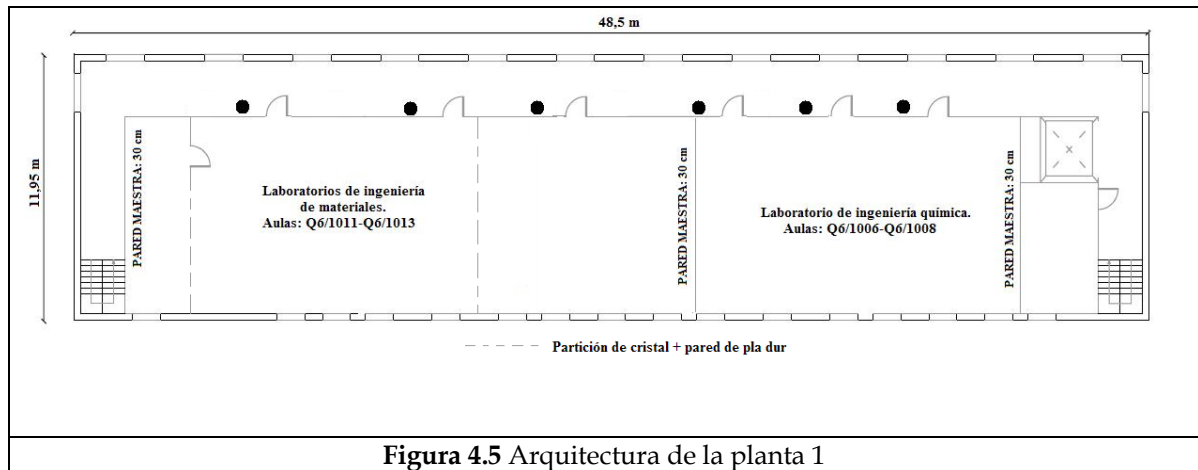 48,5 m
11,95 m
PARED MAESTRA: 30 cm
Laboratorios de ingeniería
de materiales.
Aulas: Q6/1011-Q6/1013
PARED MAESTRA: 30 cm
Laboratorio de ingeniería química.
Aulas: Q6/1006-Q6/1008
PARED MAESTRA: 30 cm
x
Partición de cristal + pared de pla dur
Figura 4.5 Arquitectura de la planta 1